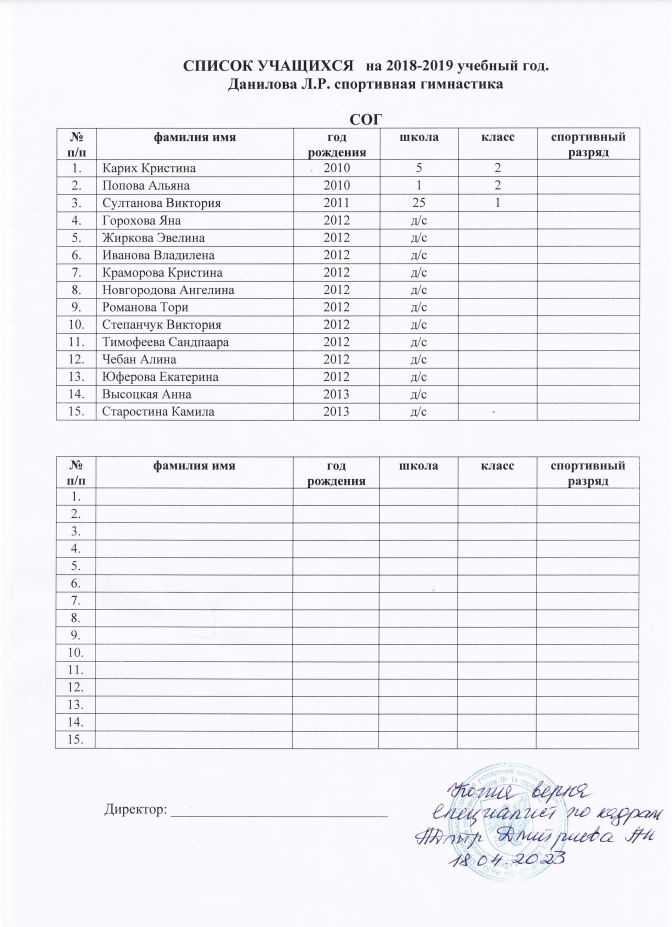 СПИСОК УЧАЩИХСЯ на 2018-2019 учебный год.
Данилова Л.Р. спортивная гимнастика
СОГ
№ п/п фамилия имя год рождения школа класс спортивный разряд
1. Карих Кристина 2010 5 2
2. Попова Альяна 2010 1 2
3. Султанова Виктория 2011 25 1
4. Горохова Яна 2012 д/с
5. Жиркова Эвелина 2012 д/с
6. Иванова Владилена 2012 д/с
7. Краморова Кристина 2012 д/с
8. Новгородова Ангелина 2012 д/с
9. Романова Тори 2012 д/с
10. Степанчук Виктория 2012 д/с
11. Тимофеева Сандпаара 2012 д/с
12. Чебан Алина 2012 д/с
13. Юферова Екатерина 2012 д/с
14. Высоцкая Анна 2013 д/с
15. Старостина Камила 2013 д/с
№ п/п фамилия имя год рождения школа класс спортивный разряд
1.
2.
3.
4.
5.
6.
7.
8.
9.
10.
11.
12.
13.
14.
15.
Директор:
Копия верна
специалист по кадрам
Дмитриева АН
18.04.2023